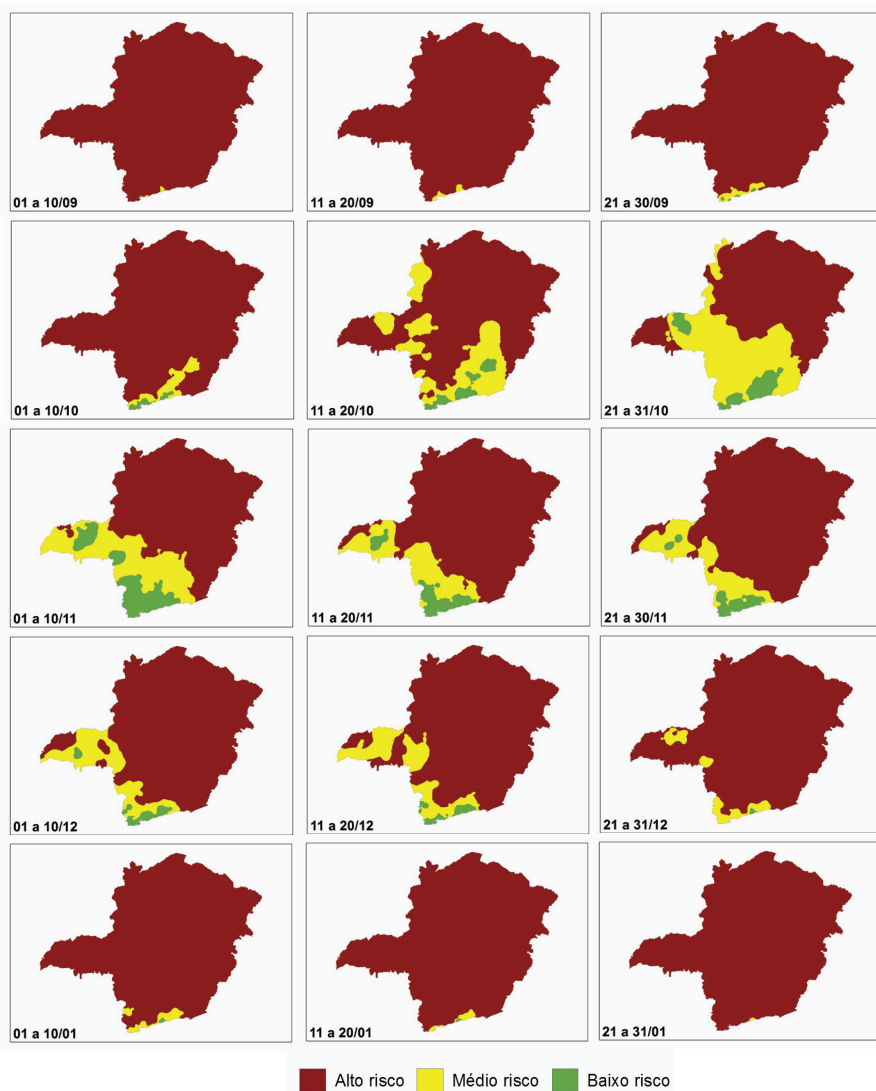 01 a 10/09
11 a 20/09
21 a 30/09
01 a 10/10
11 a 20/10
21 a 31/10
01 a 10/11
11 a 20/11
21 a 30/11
01 a 10/12
11 a 20/12
21 a 31/12
01 a 10/01
11 a 20/01
21 a 31/01
Alto risco Médio risco Baixo risco